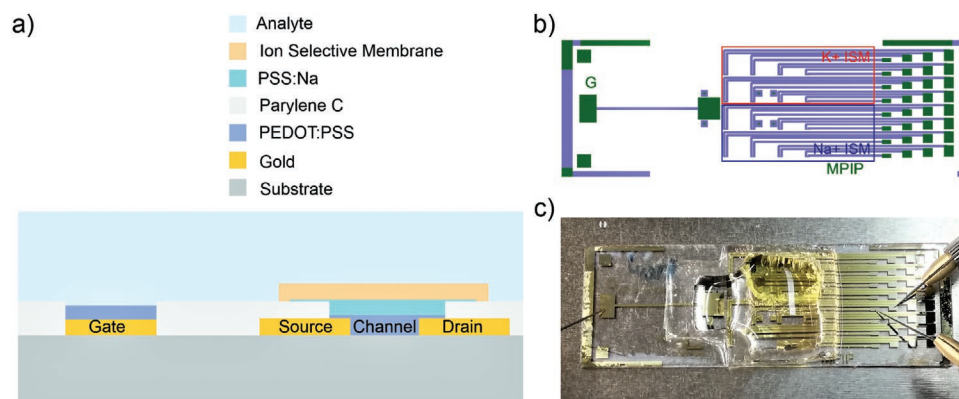 a)
Analyte
Ion Selective Membrane
PSS:Na
Parylene C
PEDOT:PSS
Gold
Substrate
Gate
Source
Channel
Drain
b)
G
K+ ISM
Na+ ISM
MPIP
c)